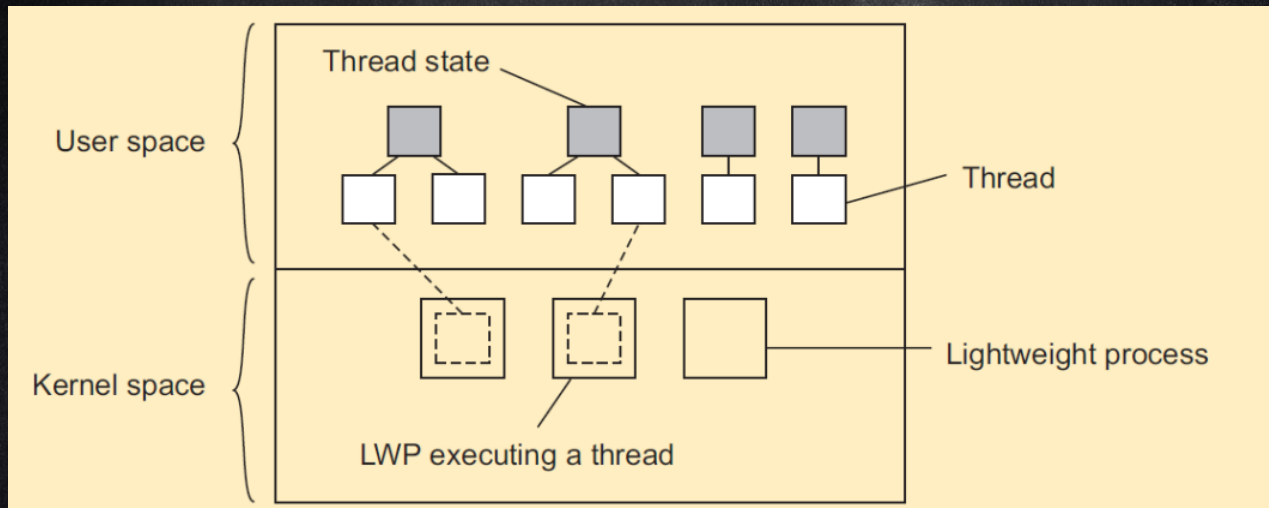 Thread state
User space
Thread
Lightweight process
Kernel space
LWP executing a thread